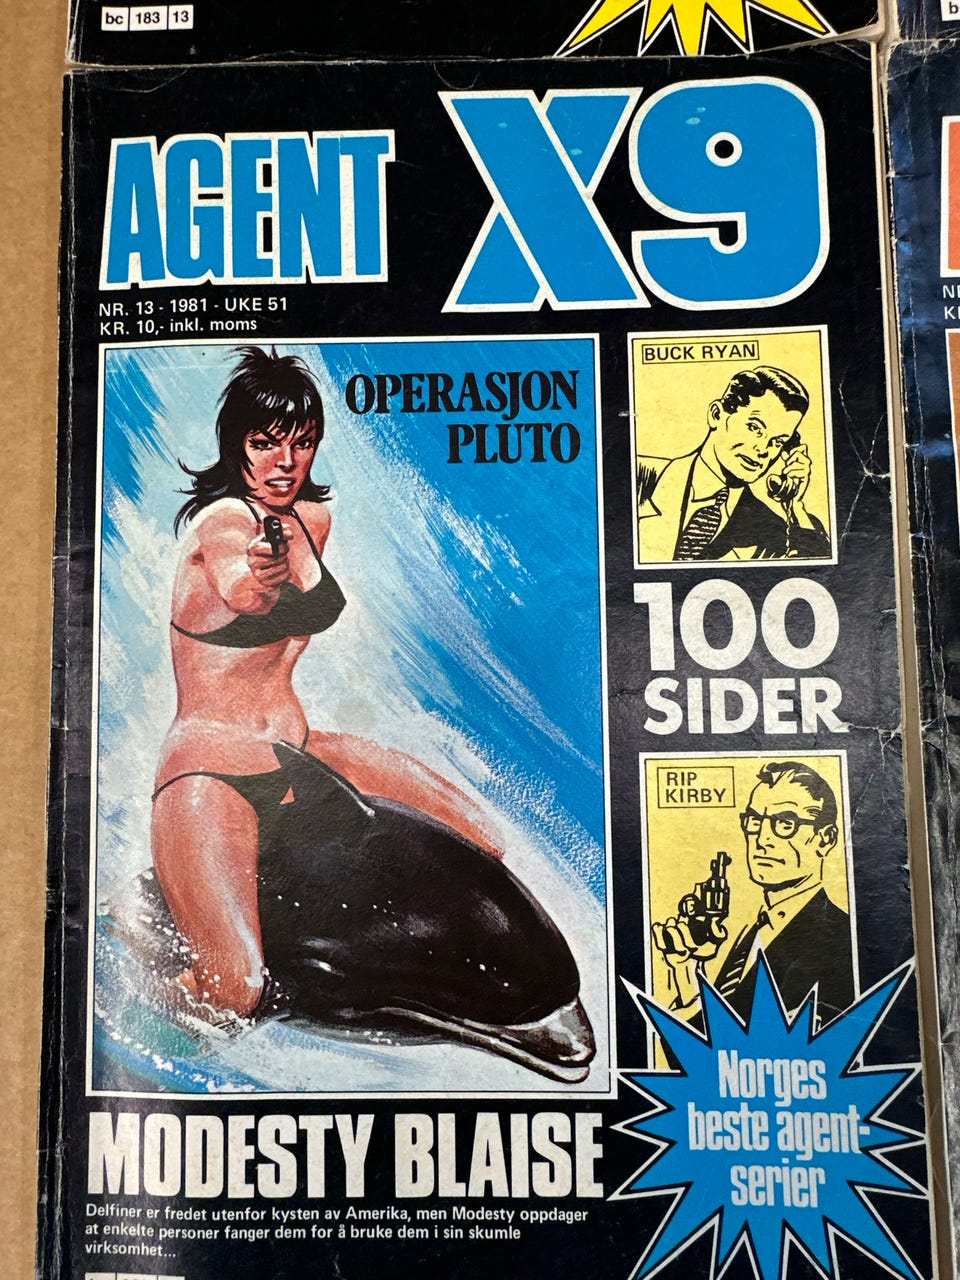 bc 183 13
AGENT X9
NR. 13 - 1981 - UKE 51
KR. 10,- inkl. moms
OPERASJON
PLUTO
BUCK RYAN
100
SIDER
RIP
KIRBY
Norges
beste agent-
serier
MODESTY BLAISE
Delfiner er fredet utenfor kysten av Amerika, men Modesty oppdager
at enkelte personer fanger dem for å bruke dem i sin skumle
virksomhet...